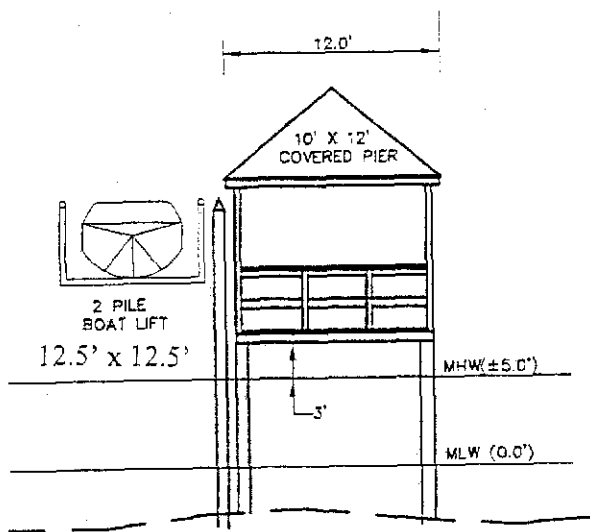 12.0'
10' X 12'
COVERED PIER
2 PILE
BOAT LIFT
12.5' x 12.5'
MHW(±5.0')
3'
MLW (0.0')